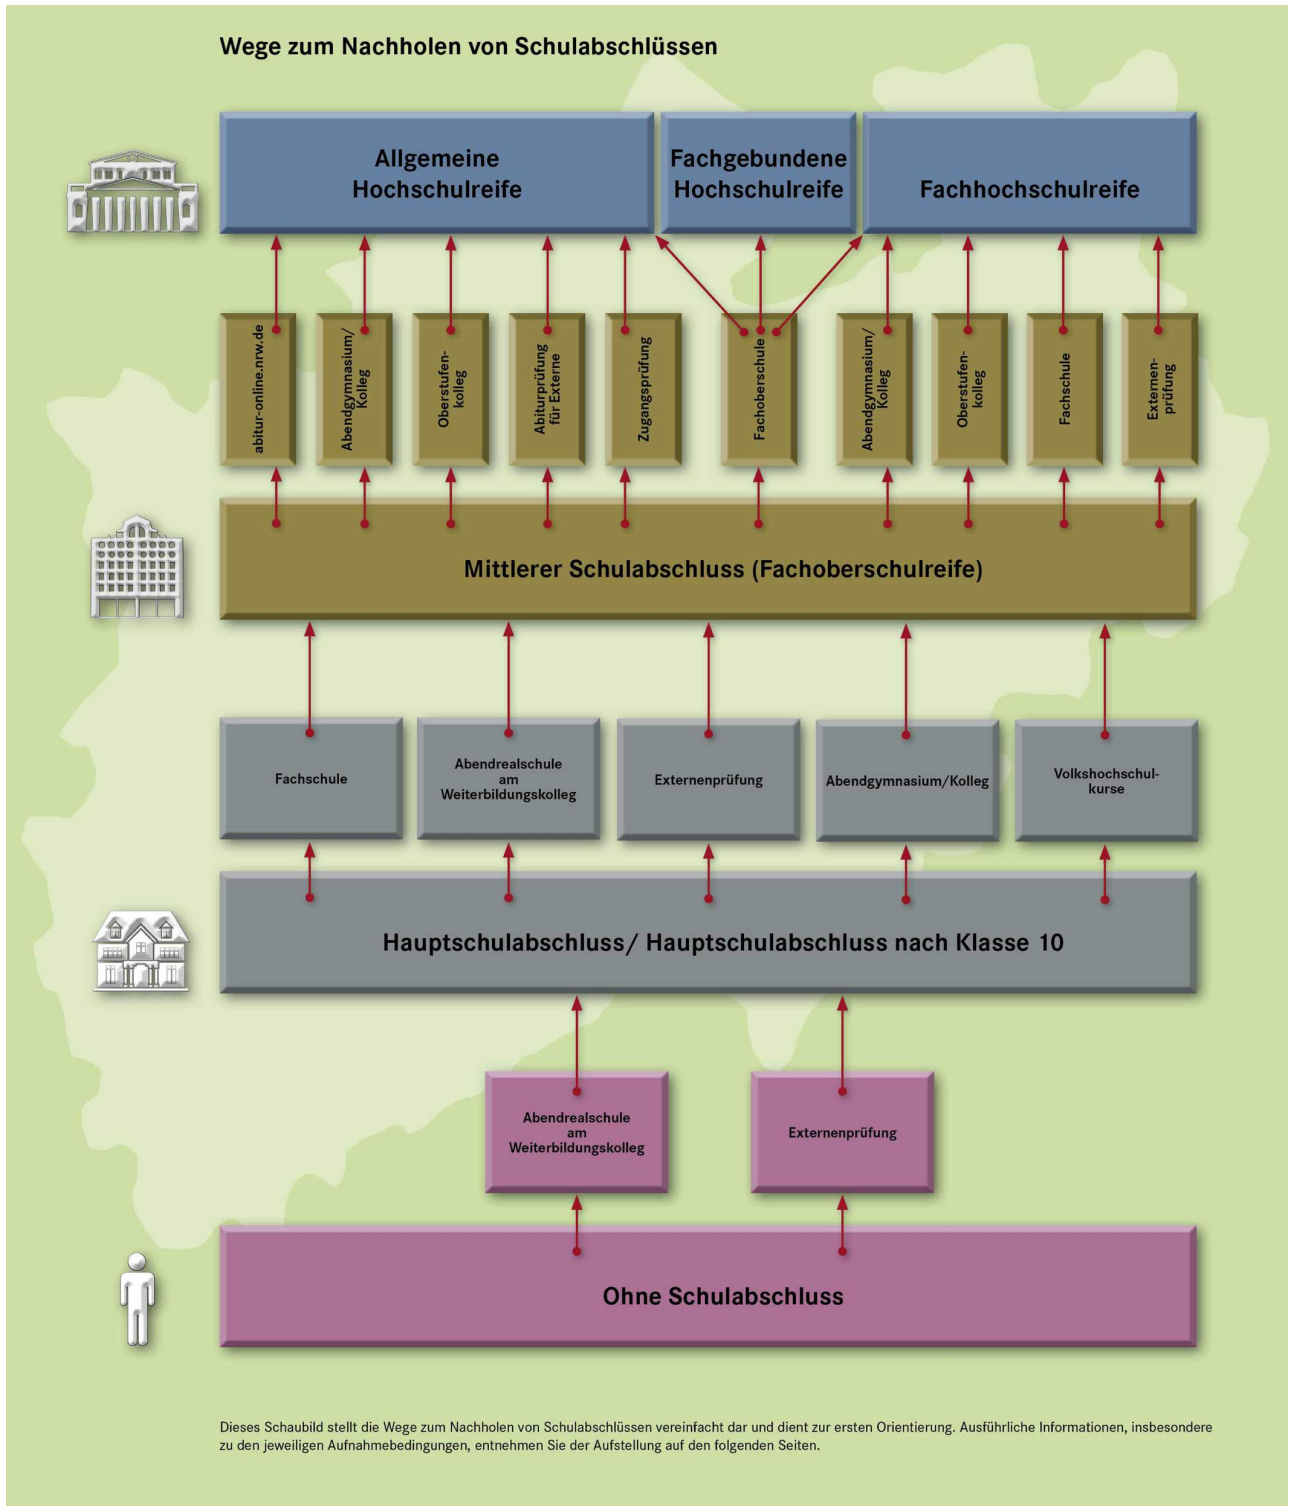 Wege zum Nachholen von Schulabschlüssen
Allgemeine
Hochschulreife
Fachgebundene
Hochschulreife
Fachhochschulreife
abitur-online.nrw.de
Abendgymnasium/
Kolleg
Oberstufen-
kolleg
Abiturprüfung
für Externe
Zugangsprüfung
Fachoberschule
Abendgymnasium/
Kolleg
Oberstufen-
kolleg
Fachschule
Externen-
prüfung
Mittlerer Schulabschluss (Fachoberschulreife)
Fachschule
Abendrealschule
am
Weiterbildungskolleg
Externenprüfung
Abendgymnasium/Kolleg
Volkshochschul-
kurse
Hauptschulabschluss/ Hauptschulabschluss nach Klasse 10
Abendrealschule
am
Weiterbildungskolleg
Externenprüfung
Ohne Schulabschluss
Dieses Schaubild stellt die Wege zum Nachholen von Schulabschlüssen vereinfacht dar und dient zur ersten Orientierung. Ausführliche Informationen, insbesondere
zu den jeweiligen Aufnahmebedingungen, entnehmen Sie der Aufstellung auf den folgenden Seiten.